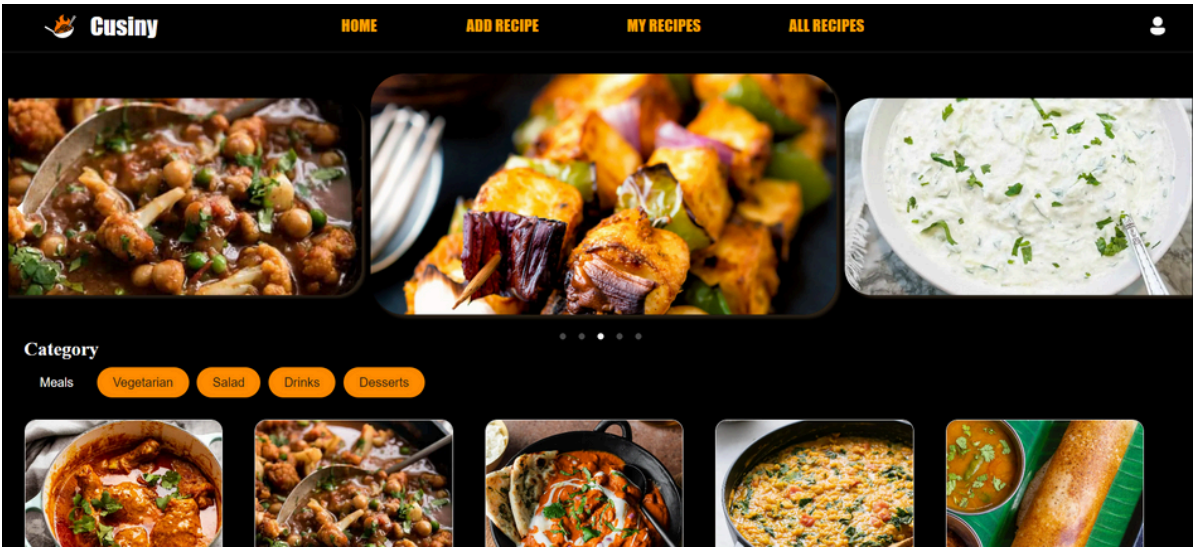 Cusiny HOME ADD RECIPE MY RECIPES ALL RECIPES
Category
Meals Vegetarian Salad Drinks Desserts